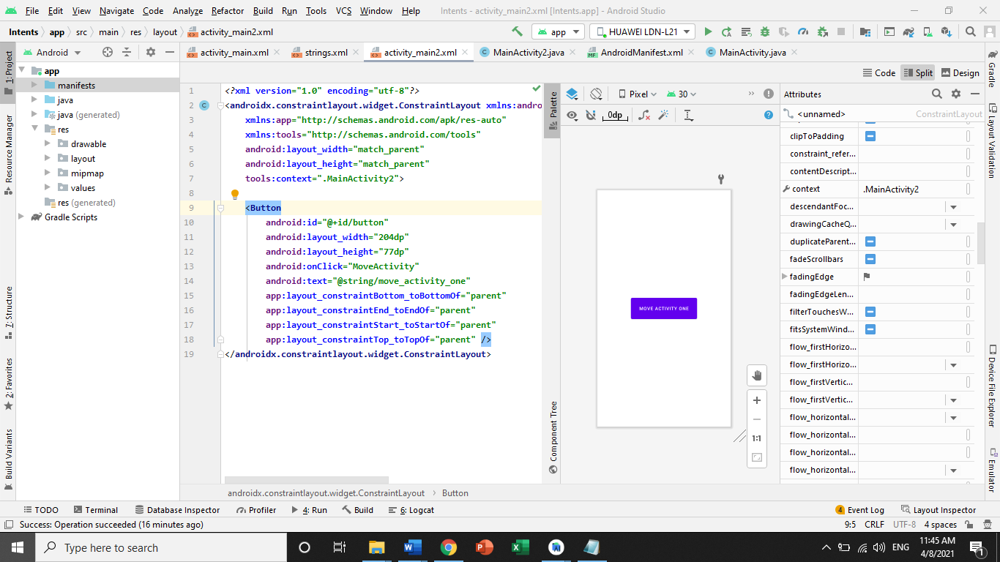 File Edit View Navigate Code Analyze Refactor Build Run Tools VCS Window Help Intents - activity_main2.xml [Intents.app] - Android Studio
Intents app src main res layout activity_main2.xml app HUAWEI LDN-L21
1: Project
Resource Manager
7: Structure
2: Favorites
Build Variants
Android
app
manifests
java
java (generated)
res
drawable
layout
mipmap
values
res (generated)
Gradle Scripts
activity_main.xml strings.xml activity_main2.xml MainActivity2.java AndroidManifest.xml MainActivity.java
Code Split Design
1 <?xml version="1.0" encoding="utf-8"?>
2 <androidx.constraintlayout.widget.ConstraintLayout xmlns:andro
3 xmlns:app="http://schemas.android.com/apk/res-auto"
4 xmlns:tools="http://schemas.android.com/tools"
5 android:layout_width="match_parent"
6 android:layout_height="match_parent"
7 tools:context=".MainActivity2">
8
9 <Button
10 android:id="@+id/button"
11 android:layout_width="204dp"
12 android:layout_height="77dp"
13 android:onClick="MoveActivity"
14 android:text="@string/move_activity_one"
15 app:layout_constraintBottom_toBottomOf="parent"
16 app:layout_constraintEnd_toEndOf="parent"
17 app:layout_constraintStart_toStartOf="parent"
18 app:layout_constraintTop_toTopOf="parent" />
19 </androidx.constraintlayout.widget.ConstraintLayout>
androidx.constraintlayout.widget.ConstraintLayout Button
Palette
Component Tree
Pixel 30
0dp
MOVE ACTIVITY ONE
1:1
Attributes
<unnamed> ConstraintLayout
clipToPadding
constraint_refer...
contentDescript...
context .MainActivity2
descendantFoc...
drawingCacheQ...
duplicateParent...
fadeScrollbars
fadingEdge
fadingEdgeLen...
filterTouchesW...
fitsSystemWind...
flow_firstHorizo...
flow_firstHorizo...
flow_firstVertic...
flow_firstVertic...
flow_horizontal...
flow_horizontal...
flow_horizontal...
flow_horizontal...
Gradle
Layout Validation
Device File Explorer
Emulator
TODO Terminal Database Inspector Profiler 4: Run Build 6: Logcat 4 Event Log Layout Inspector
Success: Operation succeeded (16 minutes ago) 9:5 CRLF UTF-8 4 spaces
Type here to search ENG 11:45 AM
4/8/2021 1